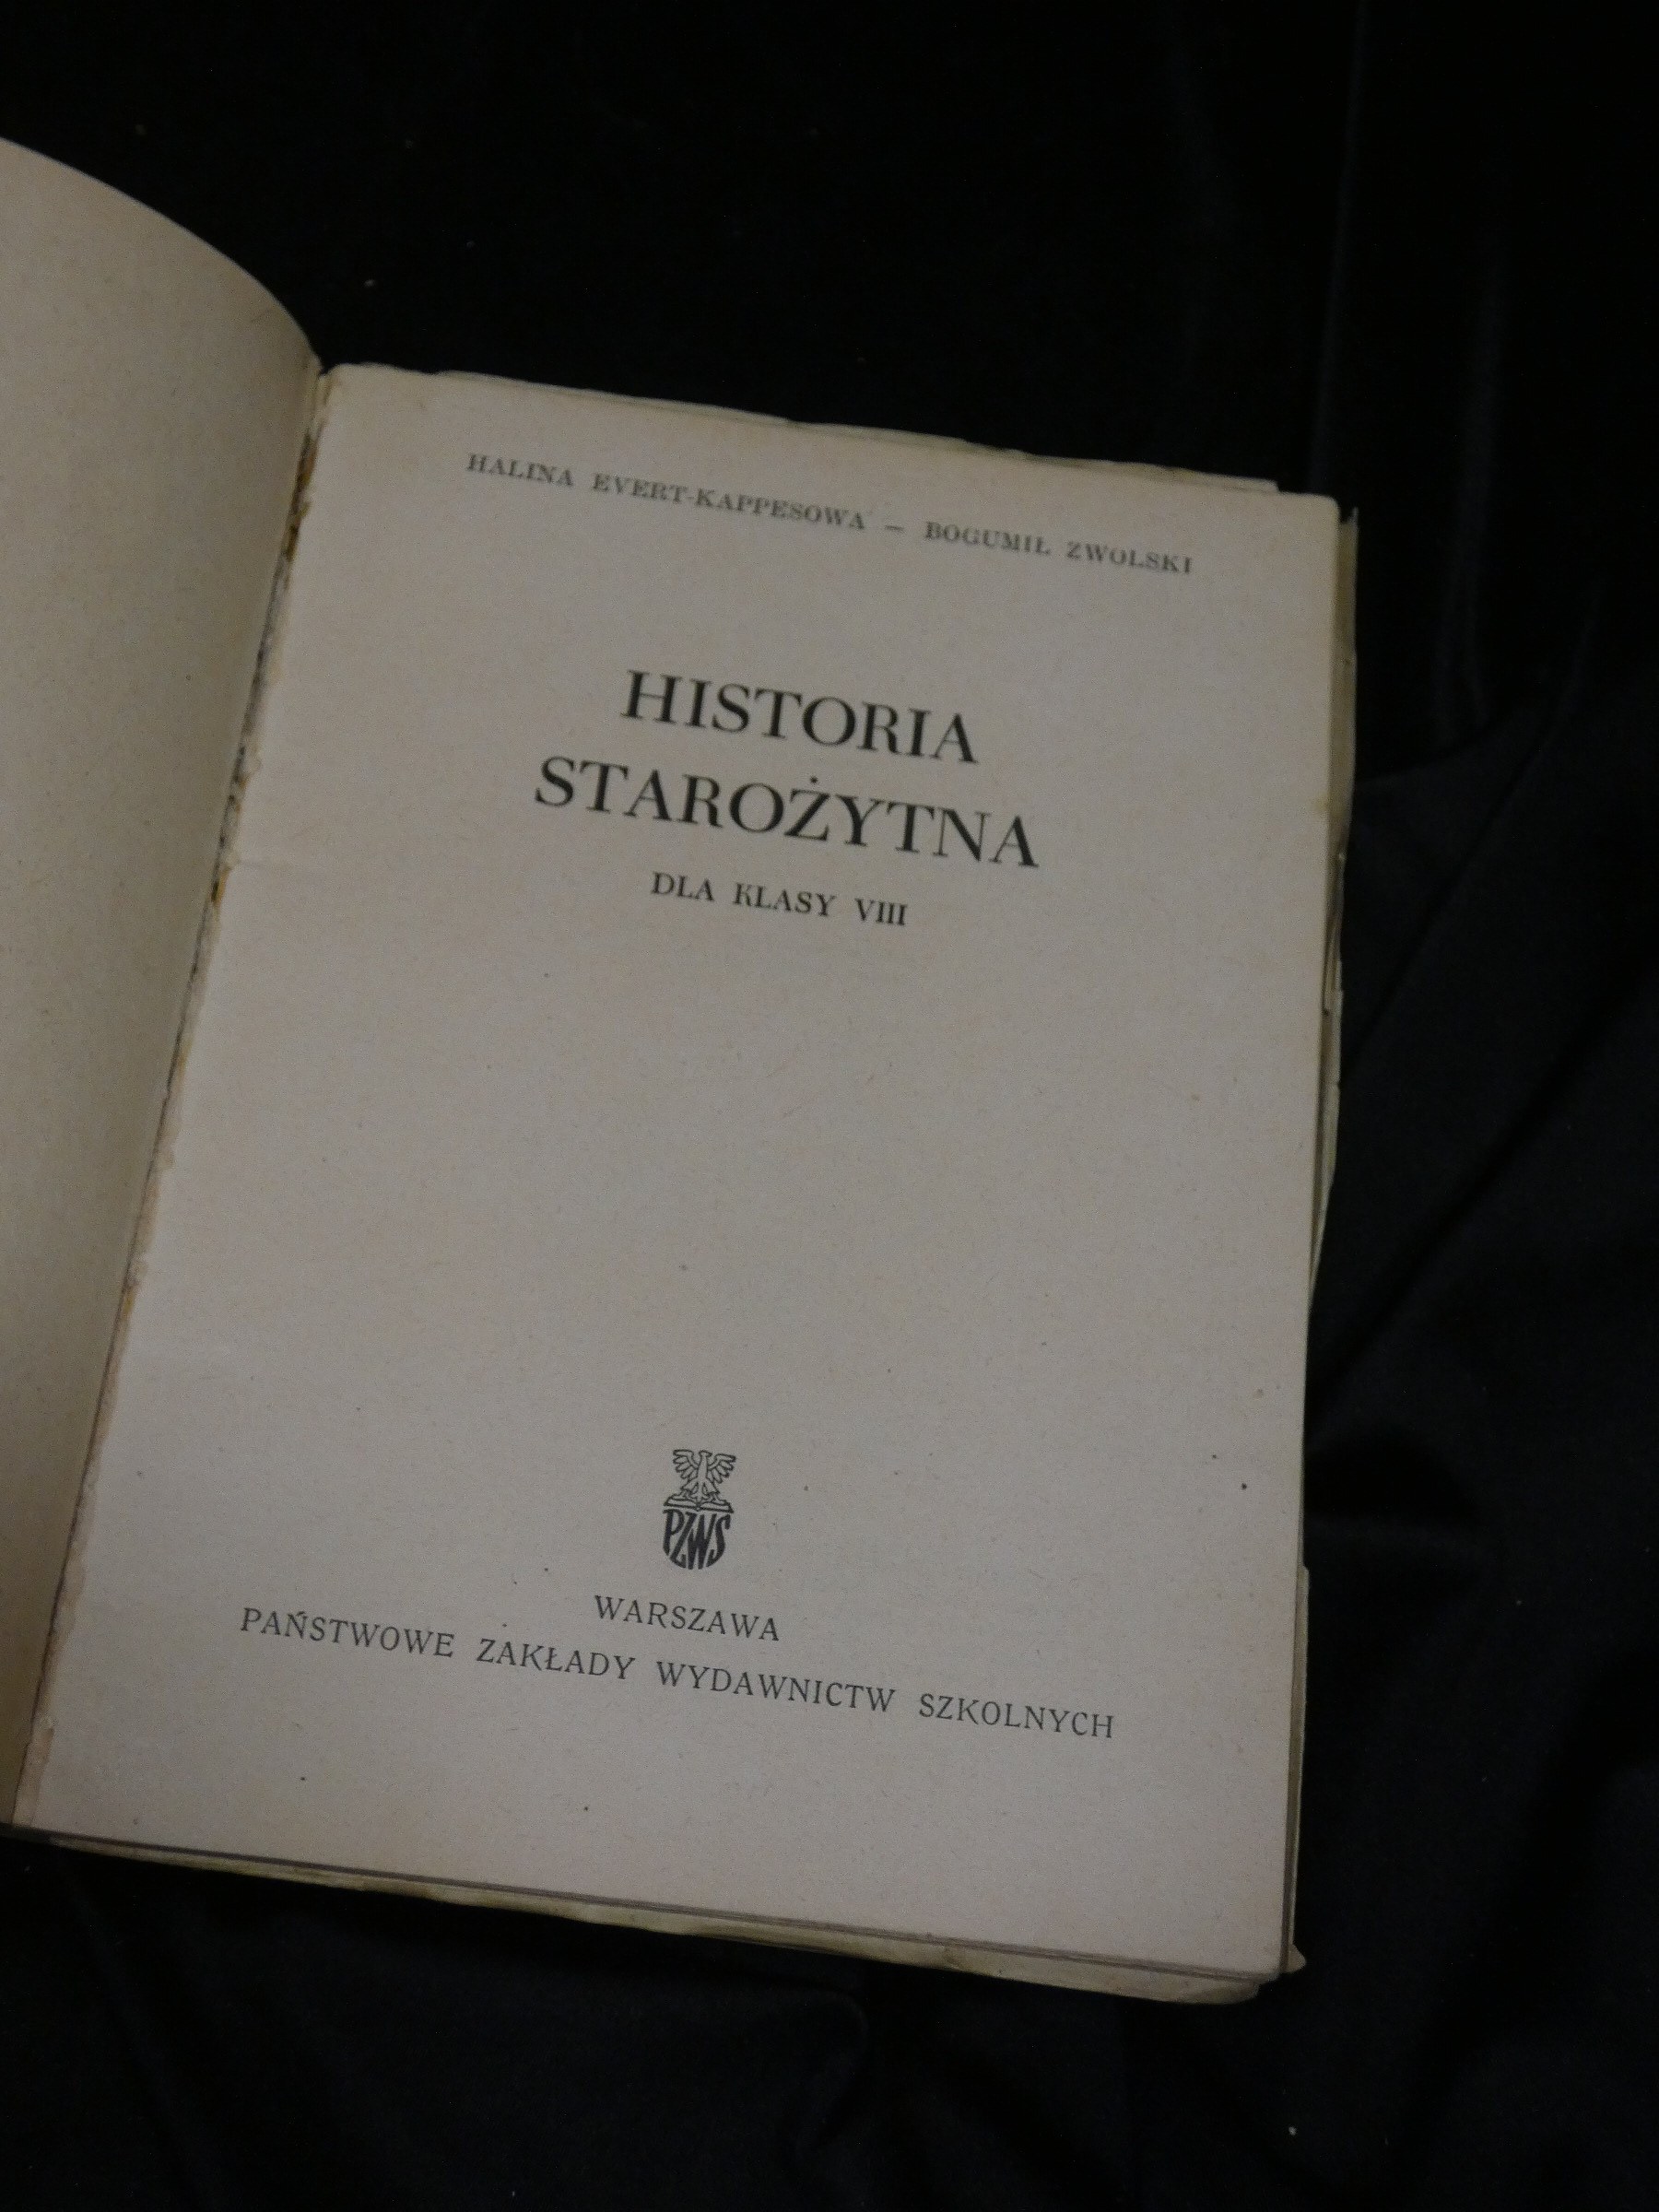 HALINA EVERT-KAPPESOWA — BOGUMIŁ ZWOLSKI
HISTORIA
STAROŻYTNA
DLA KLASY VIII
PZWS
WARSZAWA
PAŃSTWOWE ZAKŁADY WYDAWNICTW SZKOLNYCH